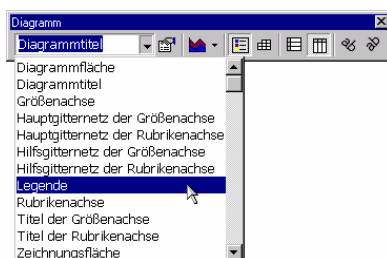 Diagramm
Diagrammtitel
Diagrammfläche
Diagrammtitel
Größenachse
Hauptgitternetz der Größenachse
Hauptgitternetz der Rubrikenachse
Hilfsgitternetz der Größenachse
Hilfsgitternetz der Rubrikenachse
Legende
Rubrikenachse
Titel der Größenachse
Titel der Rubrikenachse
Zeichnungsfläche